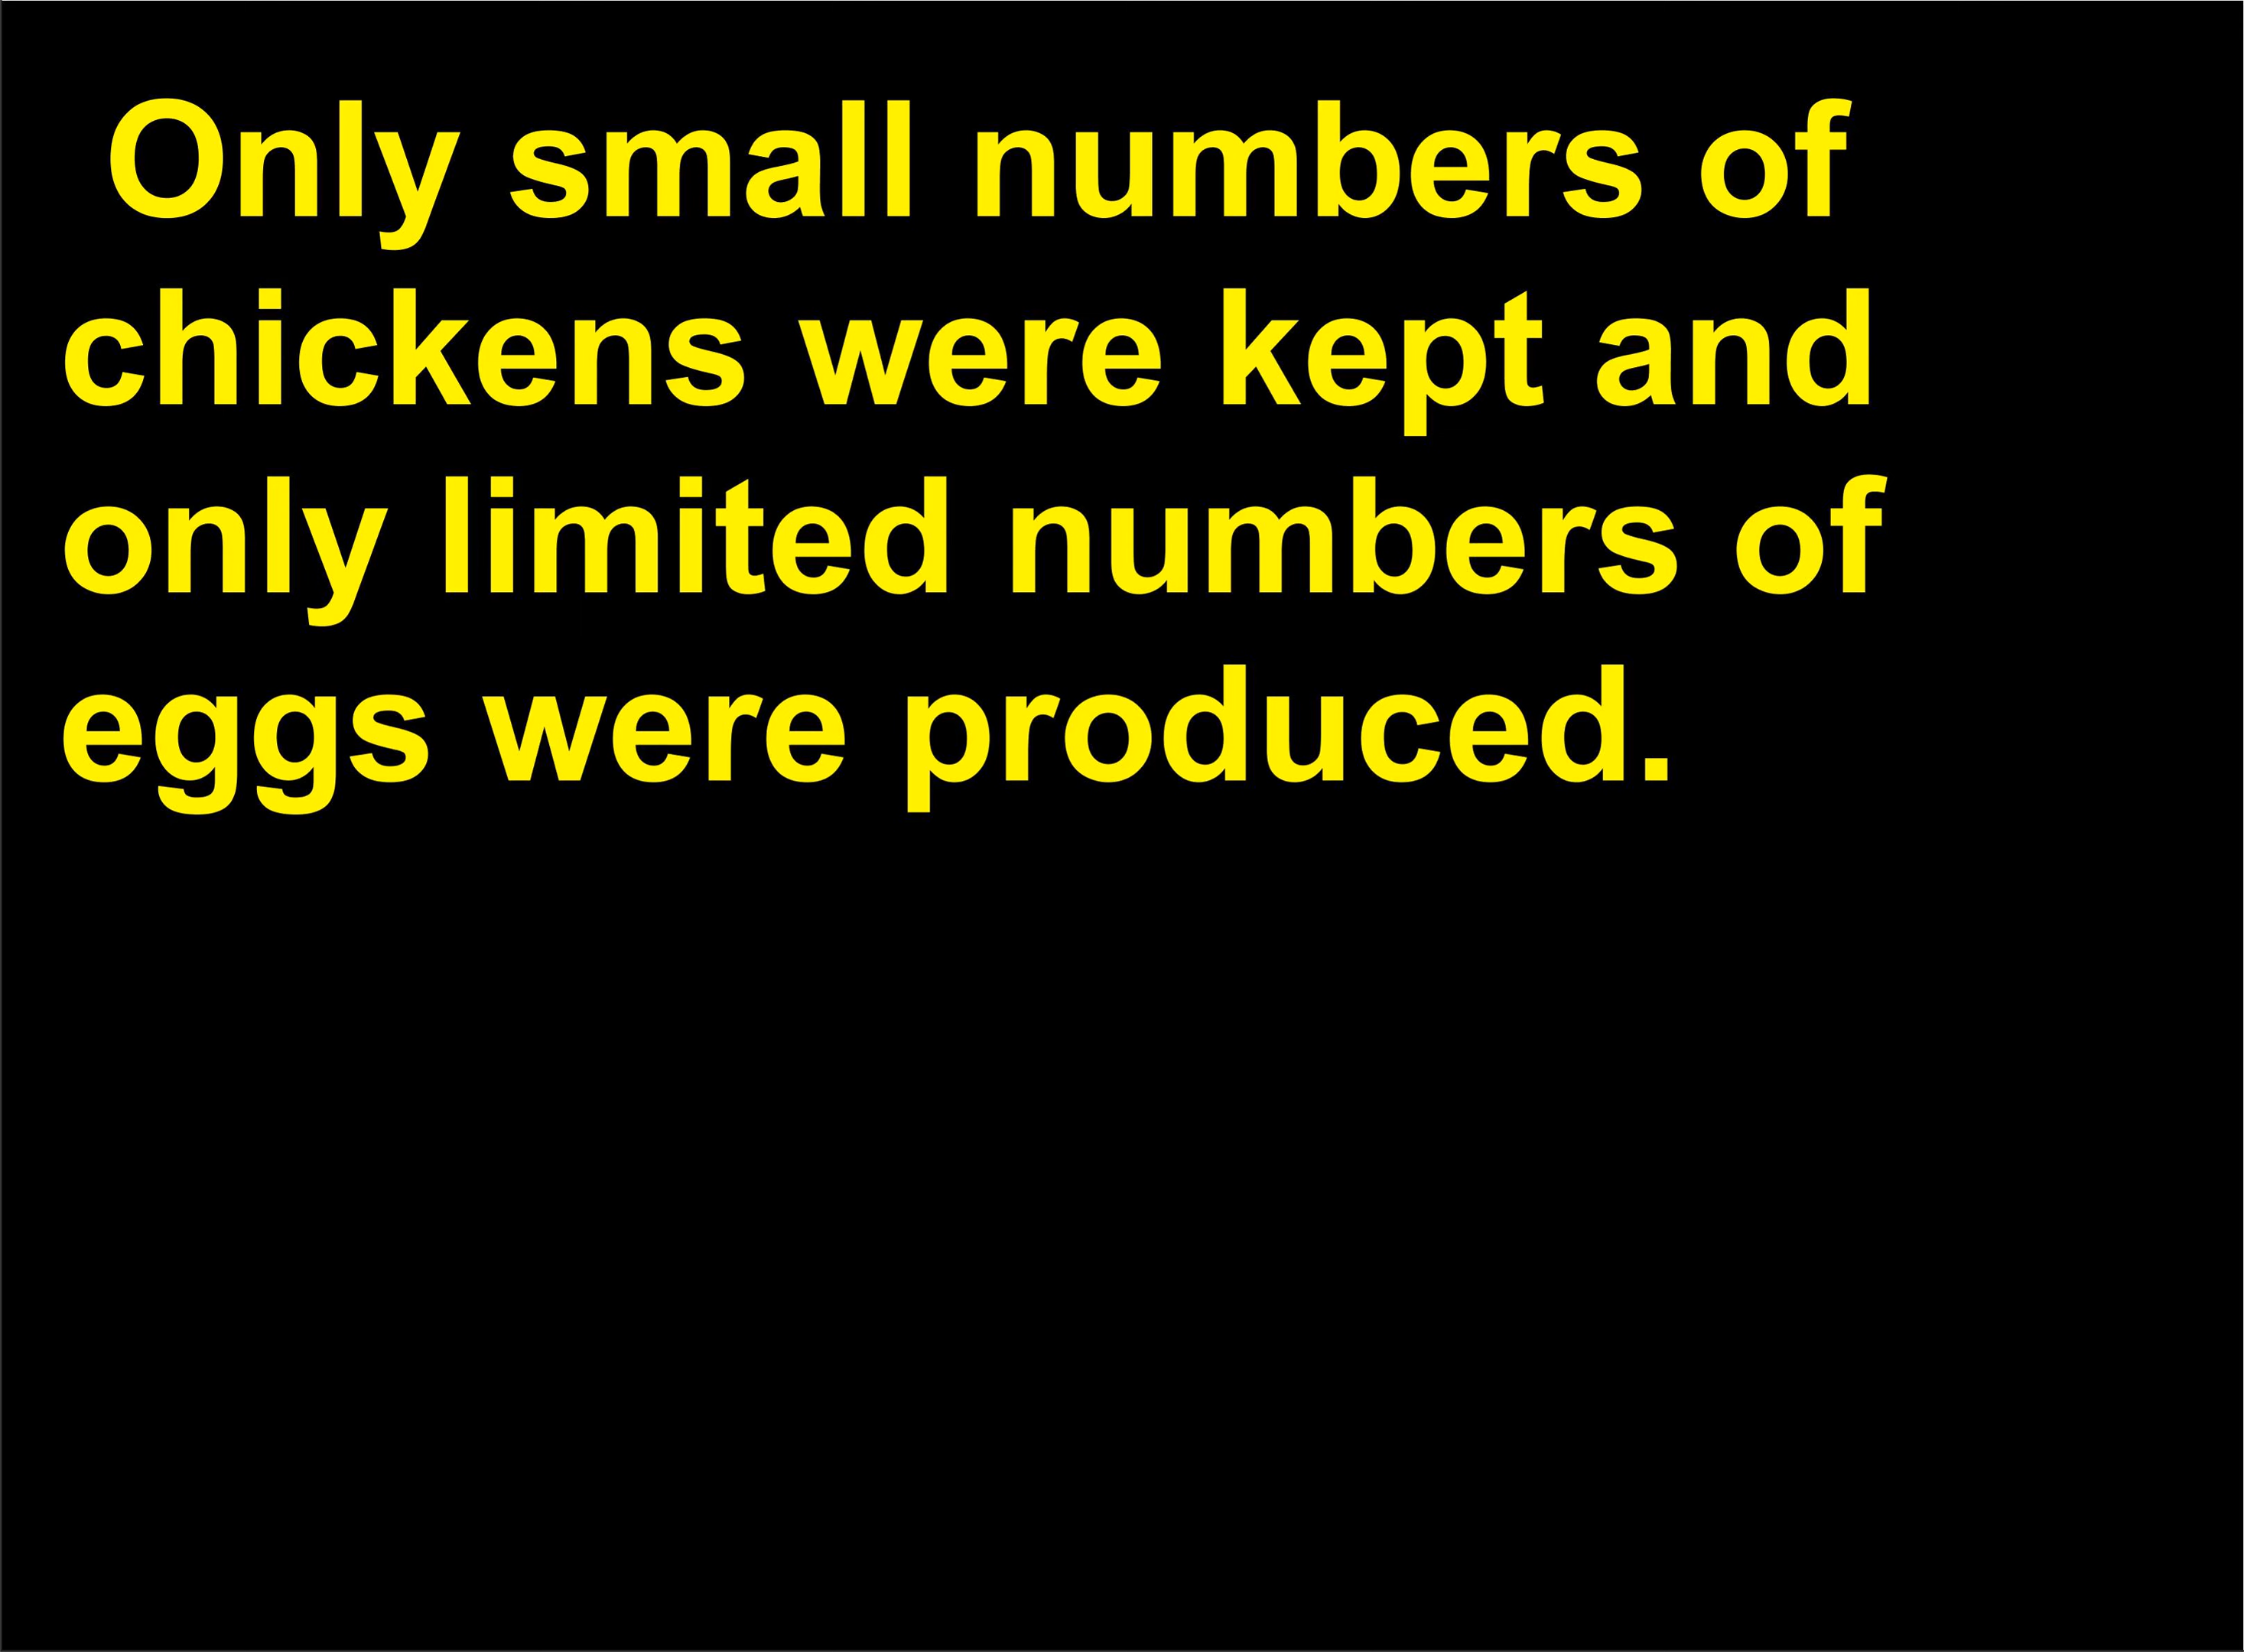 Only small numbers of
chickens were kept and
only limited numbers of
eggs were produced.